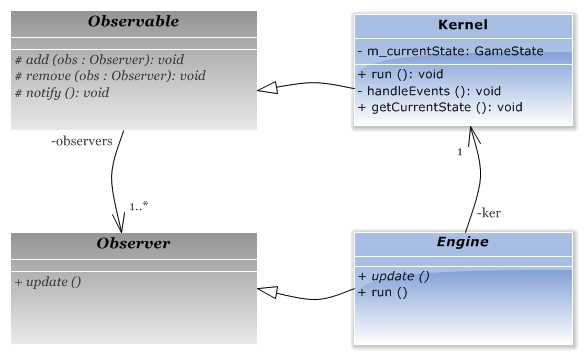 Observable
# add (obs : Observer): void
# remove (obs : Observer): void
# notify (): void
Kernel
- m_currentState: GameState
+ run (): void
- handleEvents (): void
+ getCurrentState (): void
-observers
1..*
1
-ker
Observer
+ update ()
Engine
+ update ()
+ run ()